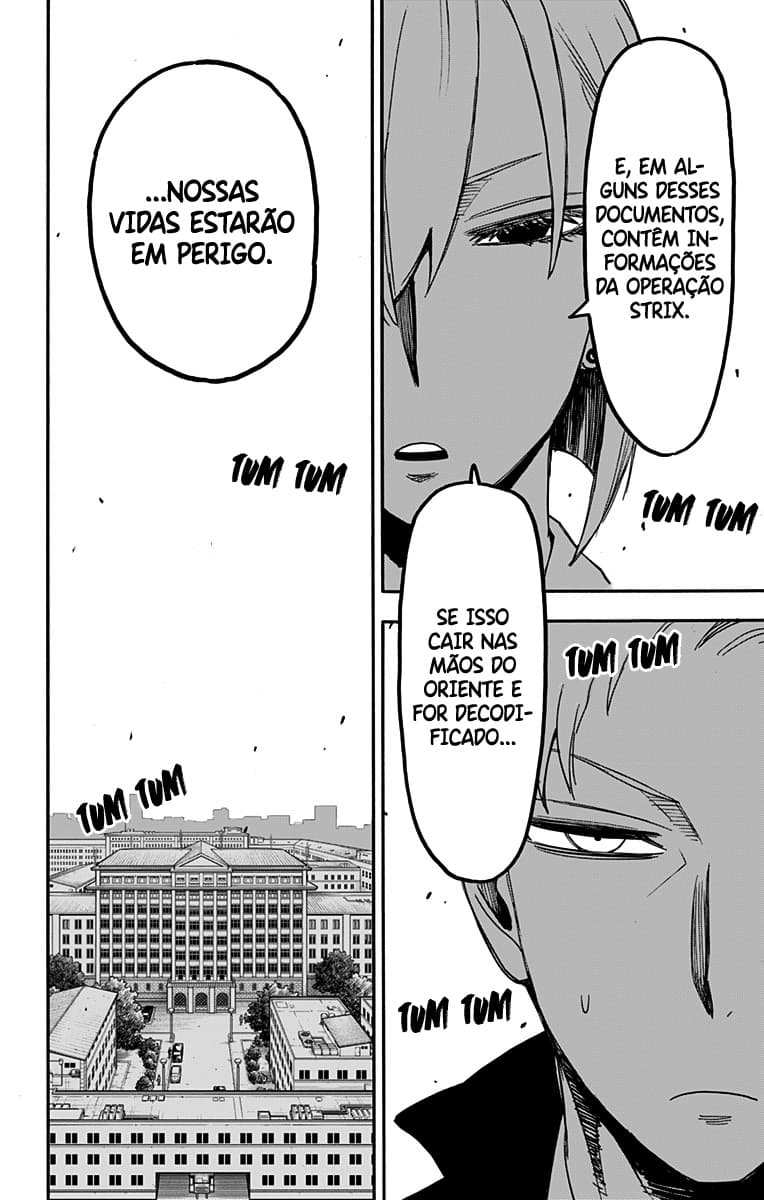 E, EM AL-
GUNS DESSES
DOCUMENTOS,
CONTÊM IN-
FORMAÇÕES
DA OPERAÇÃO
STRIX.
TUM TUM
SE ISSO
CAIR NAS
MÃOS DO
ORIENTE E
FOR DECODI-
FICADO...
TUM TUM
TUM TUM
...NOSSAS
VIDAS ESTARÃO
EM PERIGO.
TUM TUM
TUM TUM